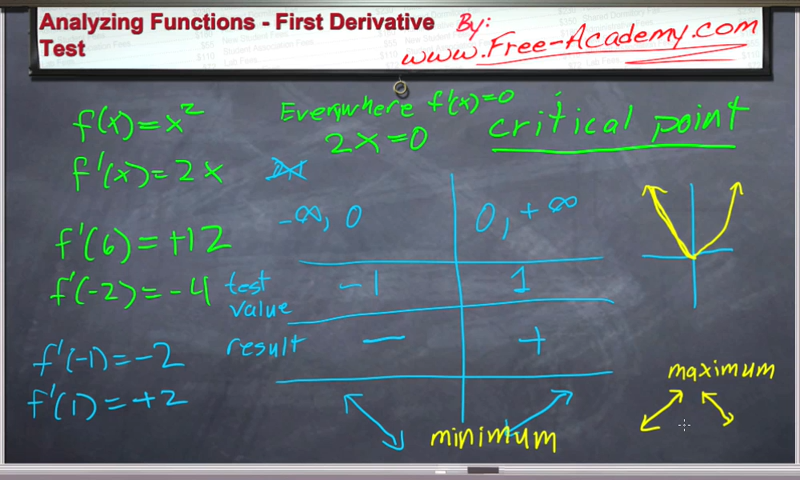 Analyzing Functions - First Derivative
Test
By:
www.Free-Academy.com
f(x)=x²
f'(x)=2x
f'(6)=+12
f'(-2)=-4
f'(-1)=-2
f'(1)=+2
Everywhere f'(x)=0
2x=0
critical point
-∞, 0
0, +∞
test
value
-1
1
result
—
+
minimum
maximum